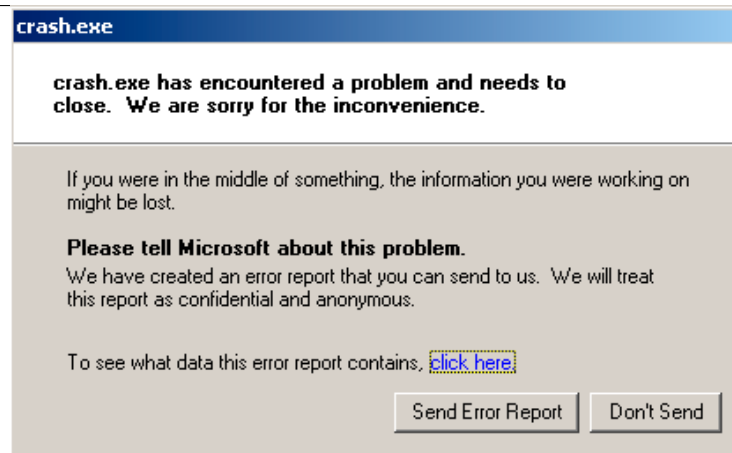 crash.exe
crash.exe has encountered a problem and needs to
close.  We are sorry for the inconvenience.
If you were in the middle of something, the information you were working on
might be lost.
Please tell Microsoft about this problem.
We have created an error report that you can send to us.  We will treat
this report as confidential and anonymous.
To see what data this error report contains, click here.
Send Error Report
Don't Send